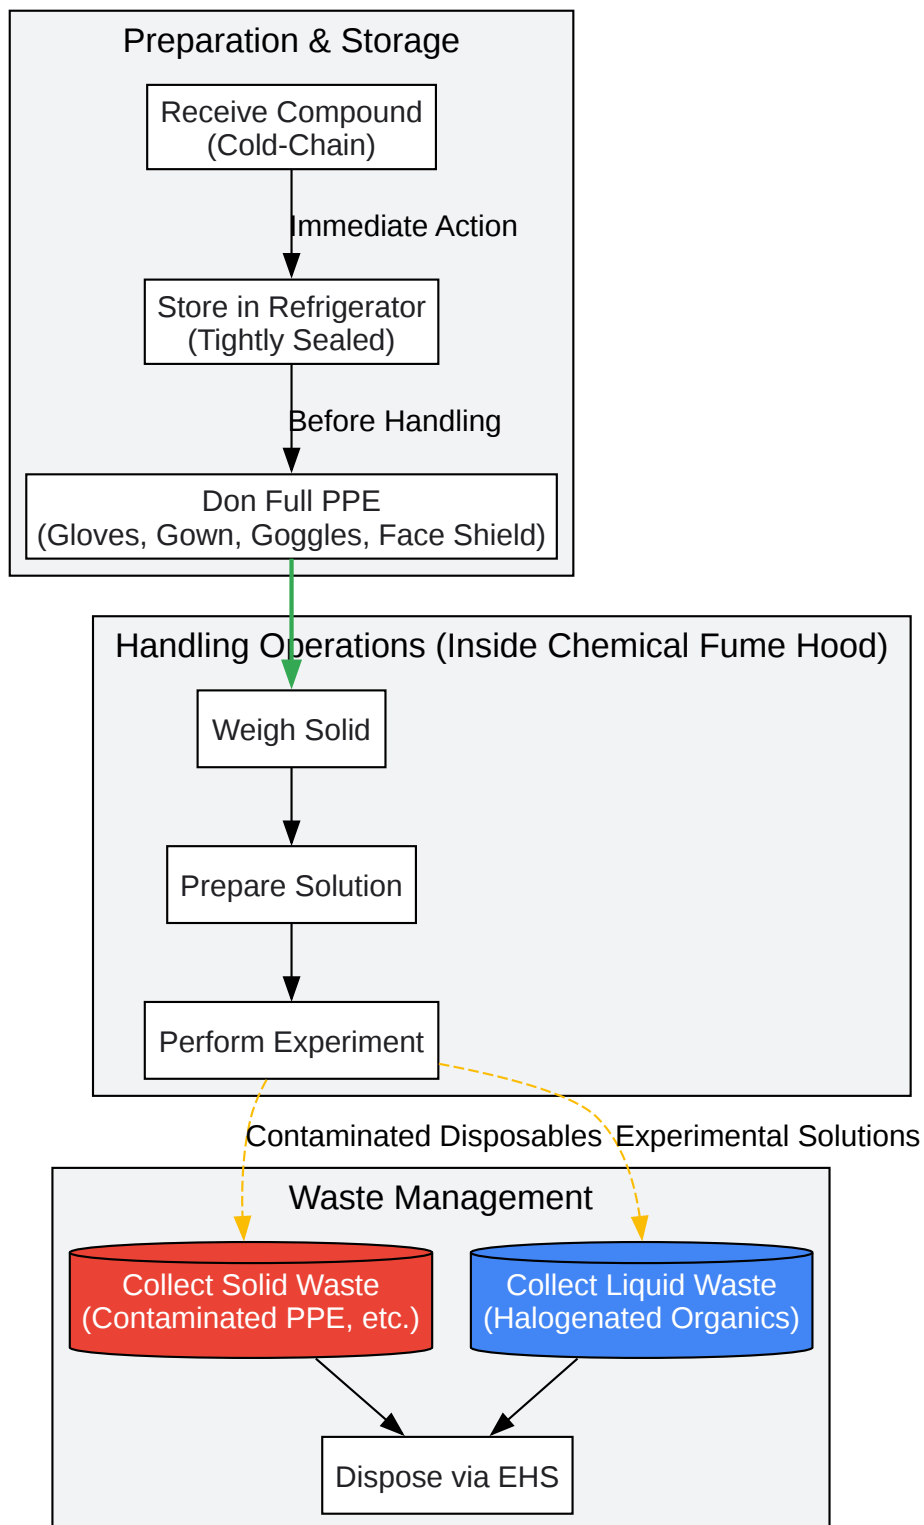 Preparation & Storage
Receive Compound
(Cold-Chain)
Immediate Action
Store in Refrigerator
(Tightly Sealed)
Before Handling
Don Full PPE
(Gloves, Gown, Goggles, Face Shield)
Handling Operations (Inside Chemical Fume Hood)
Weigh Solid
Prepare Solution
Perform Experiment
Contaminated Disposables
Experimental Solutions
Waste Management
Collect Solid Waste
(Contaminated PPE, etc.)
Collect Liquid Waste
(Halogenated Organics)
Dispose via EHS